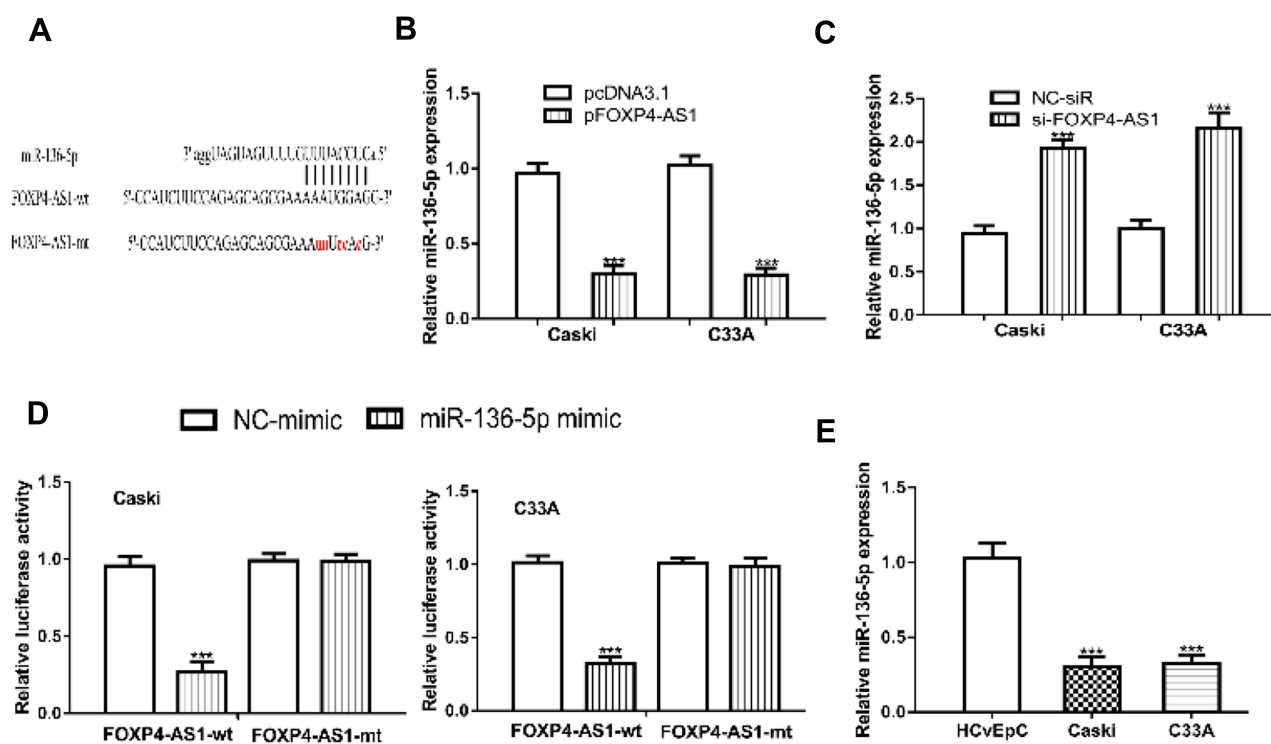 A
miR-136-5p
3'aggUAGUAGUUUUGUUUACCUCa5'
FOXP4-AS1-wt
5'-CCAUCUUCCAGAGCAGCGAAAAAUGGAGG-3'
FOXP4-AS1-mt
B
Relative miR-136-5p expression
1.5
1.0
0.5
0.0
pcDNA3.1
pFOXP4-AS1
***
***
Caski
C33A
C
Relative miR-136-5p expression
2.5
2.0
1.5
1.0
0.5
0.0
NC-siR
si-FOXP4-AS1
***
***
Caski
C33A
D
NC-mimic
miR-136-5p mimic
Relative luciferase activity
1.5
1.0
0.5
0.0
Caski
***
FOXP4-AS1-wt
FOXP4-AS1-mt
Relative luciferase activity
1.5
1.0
0.5
0.0
C33A
***
FOXP4-AS1-wt
FOXP4-AS1-mt
E
Relative miR-136-5p expression
1.5
1.0
0.5
0.0
***
***
HCvEpC
Caski
C33A